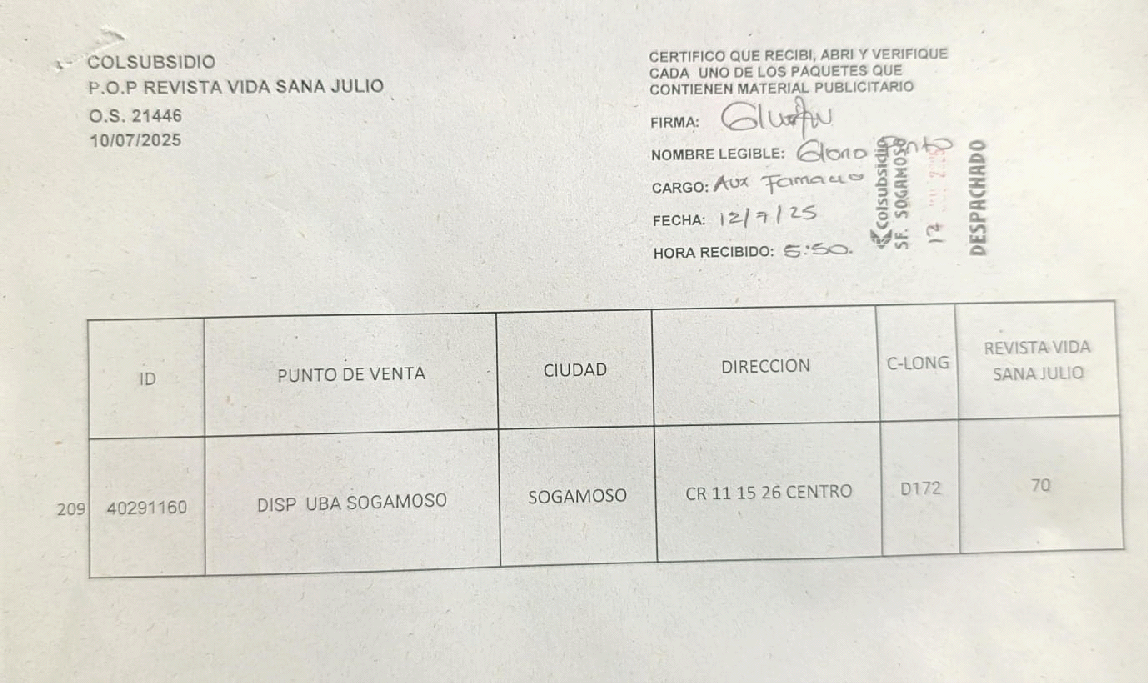 COLSUBSIDIO
P.O.P REVISTA VIDA SANA JULIO
O.S. 21446
10/07/2025
CERTIFICO QUE RECIBI, ABRI Y VERIFIQUE
CADA UNO DE LOS PAQUETES QUE
CONTIENEN MATERIAL PUBLICITARIO
FIRMA:
NOMBRE LEGIBLE:
CARGO: Aux
FECHA: 12/7/25
HORA RECIBIDO: 5:50.
Colsubsidio
SF. SOGAMOSO
DESPACHADO
ID PUNTO DE VENTA CIUDAD DIRECCION C-LONG REVISTA VIDA SANA JULIO
209 40291160 DISP UBA SOGAMOSO SOGAMOSO CR 11 15 26 CENTRO D172 70